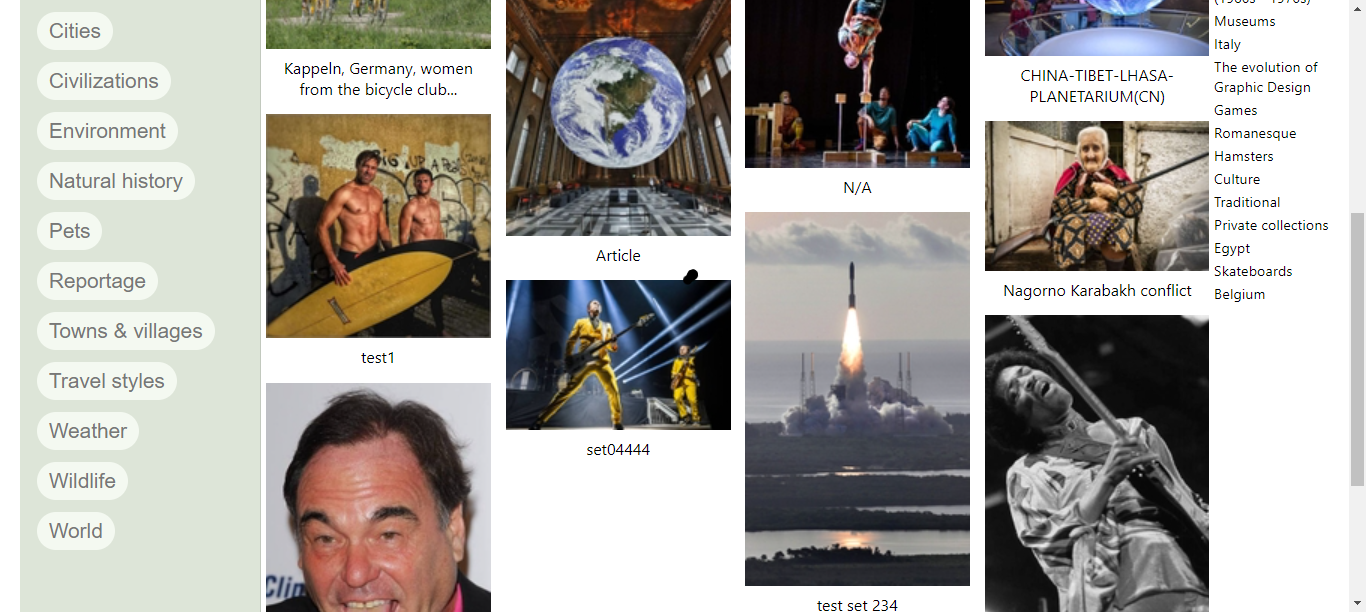 Cities
Civilizations
Environment
Natural history
Pets
Reportage
Towns & villages
Travel styles
Weather
Wildlife
World
Kappeln, Germany, women
from the bicycle club...
test1
Article
set04444
N/A
test set 234
CHINA-TIBET-LHASA-
PLANETARIUM(CN)
Nagorno Karabakh conflict
Museums
Italy
The evolution of
Graphic Design
Games
Romanesque
Hamsters
Culture
Traditional
Private collections
Egypt
Skateboards
Belgium